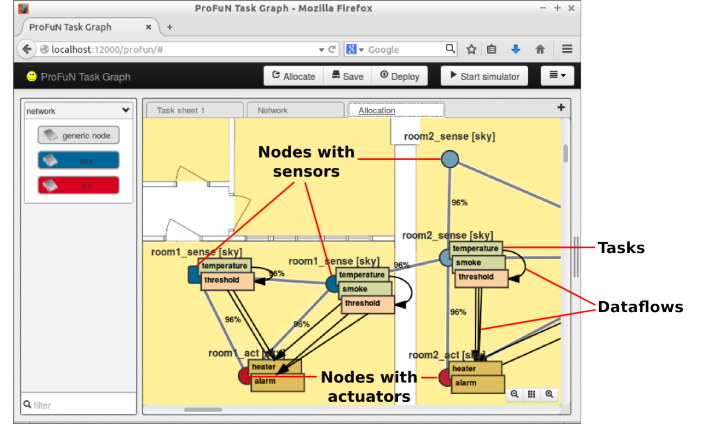 ProFuN Task Graph - Mozilla Firefox
ProFuN Task Graph
localhost:12000/profun/#
Google
ProFuN Task Graph
Allocate
Save
Deploy
Start simulator
network
generic node
sky
z1
filter
Task sheet 1
Network
Allocation
room2_sense [sky]
Nodes with
sensors
96%
room2_sense [sky]
temperature
smoke
threshold
Tasks
room1_sense [sky]
temperature
threshold
96%
room1_sense [sky]
temperature
smoke
threshold
96%
Dataflows
96%
96%
96%
room1_act [sky]
heater
alarm
room2_act [sky]
heater
alarm
Nodes with
actuators